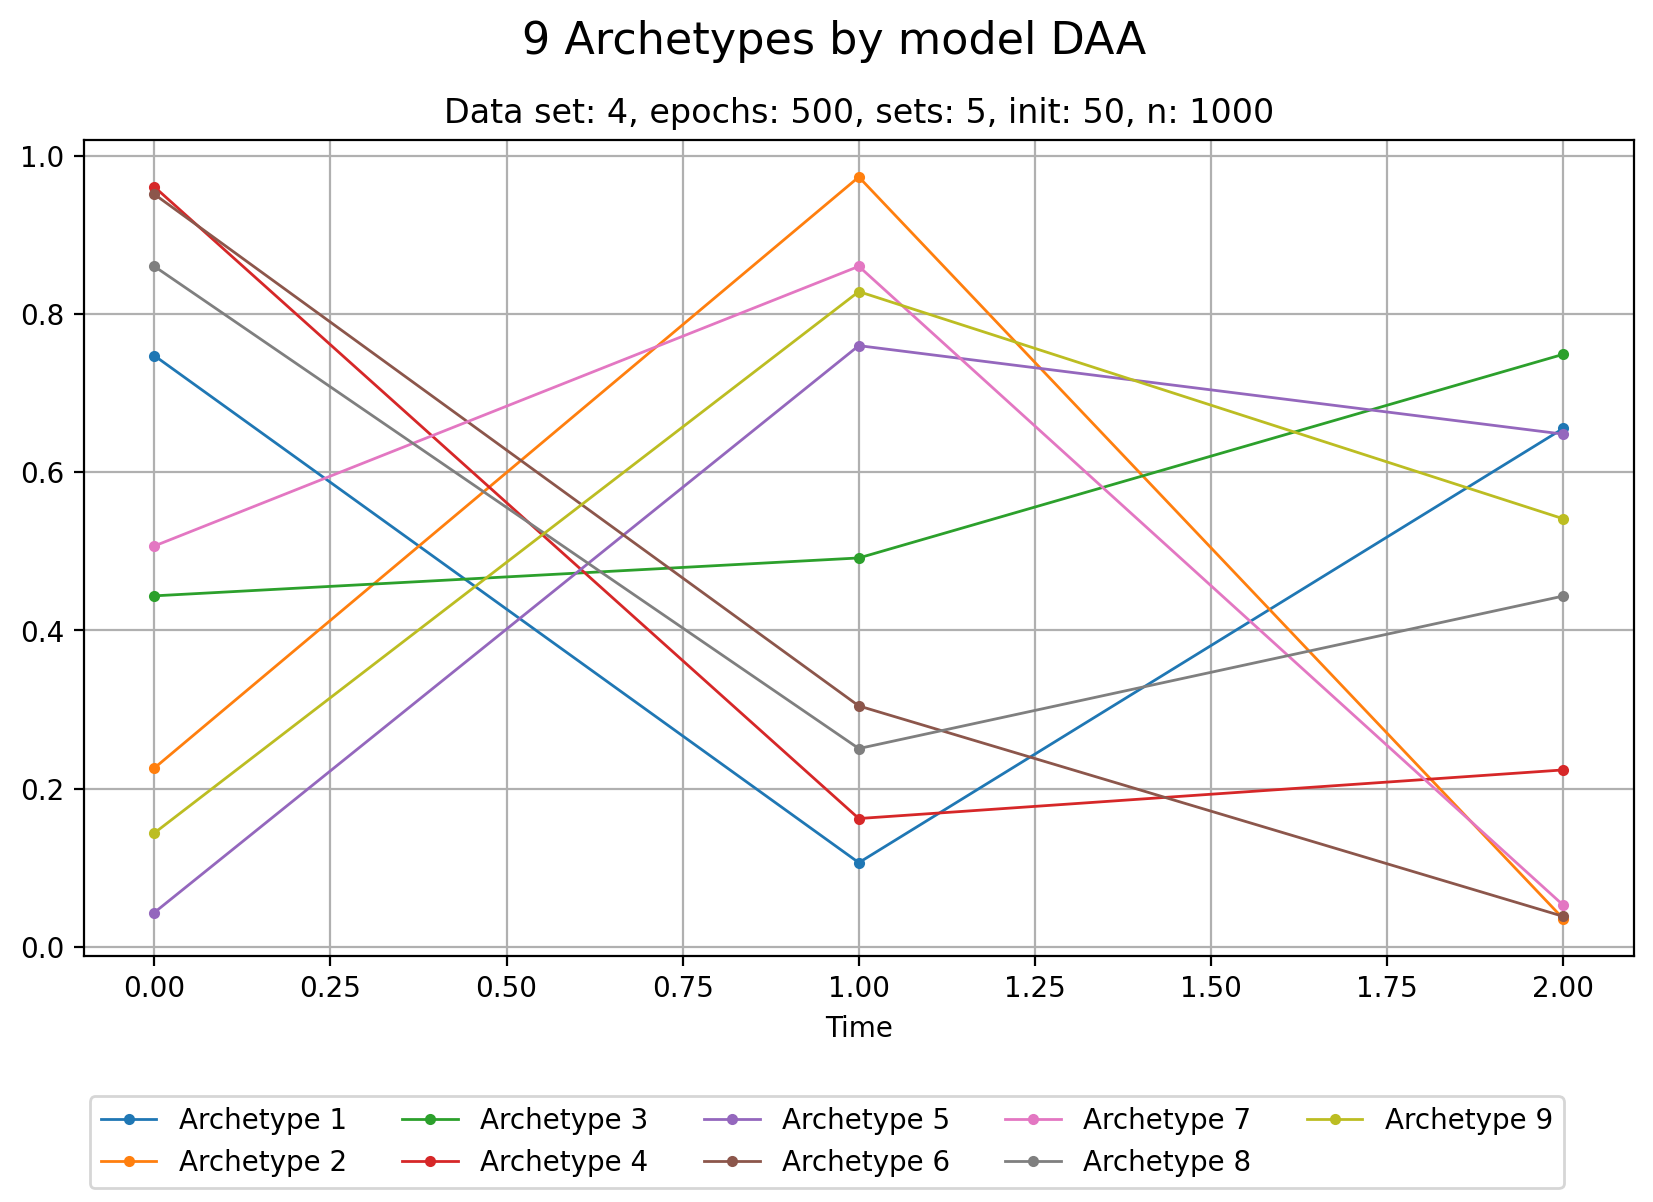 9 Archetypes by model DAA
Data set: 4, epochs: 500, sets: 5, init: 50, n: 1000
1.0
0.8
0.6
0.4
0.2
0.0
0.00 0.25 0.50 0.75 1.00 1.25 1.50 1.75 2.00
Time
Archetype 1 Archetype 3 Archetype 5 Archetype 7 Archetype 9
Archetype 2 Archetype 4 Archetype 6 Archetype 8